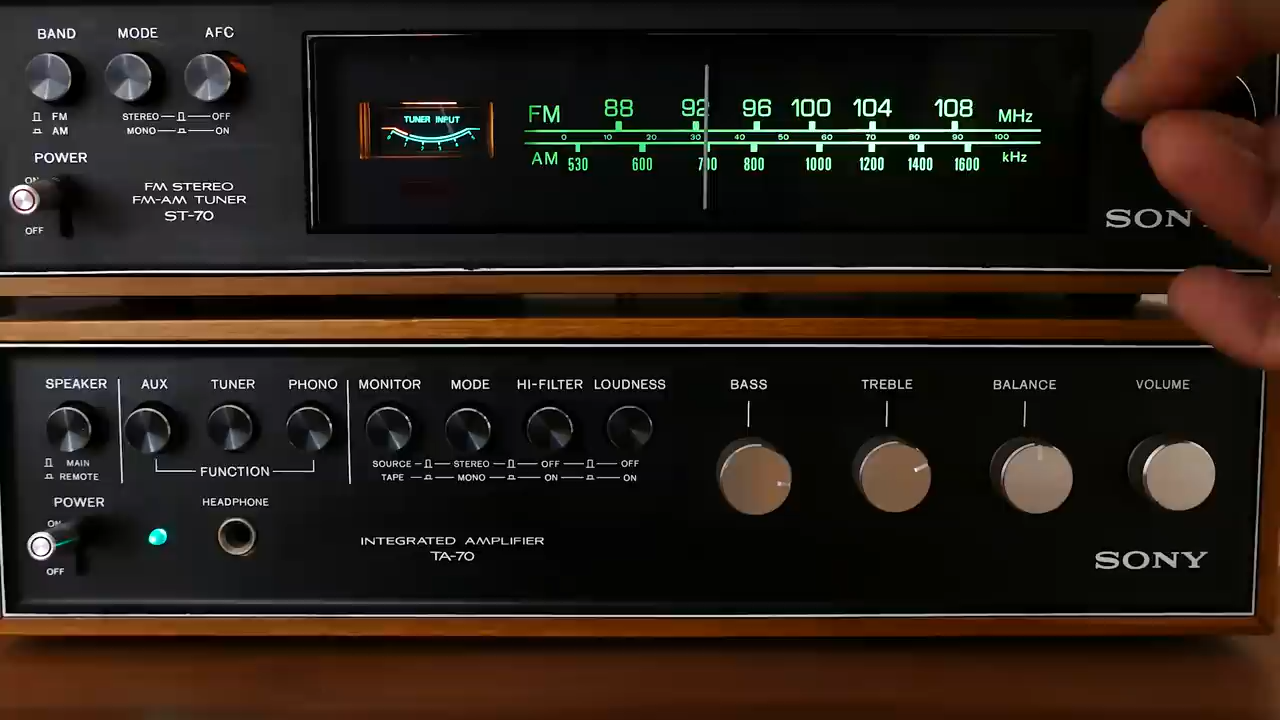 BAND MODE AFC
FM STEREO OFF
AM MONO ON
POWER
ON
OFF
FM STEREO
FM-AM TUNER
ST-70
TUNER INPUT
FM 88 92 96 100 104 108 MHz
0 10 20 30 40 50 60 70 80 90 100
AM 530 600 700 800 1000 1200 1400 1600 kHz
SONY
SPEAKER AUX TUNER PHONO MONITOR MODE HI-FILTER LOUDNESS BASS TREBLE BALANCE VOLUME
MAIN SOURCE STEREO OFF OFF
REMOTE FUNCTION TAPE MONO ON ON
POWER HEADPHONE
ON
OFF
INTEGRATED AMPLIFIER
TA-70
SONY